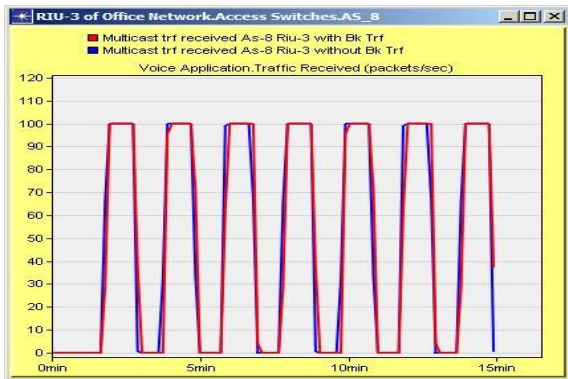 RIU-3 of Office Network.Access Switches.AS_8
Multicast trf received As-8 Riu-3 with Bk Trf
Multicast trf received As-8 Riu-3 without Bk Trf
Voice Application.Traffic Received (packets/sec)
120
110
100
90
80
70
60
50
40
30
20
10
0
0min 5min 10min 15min